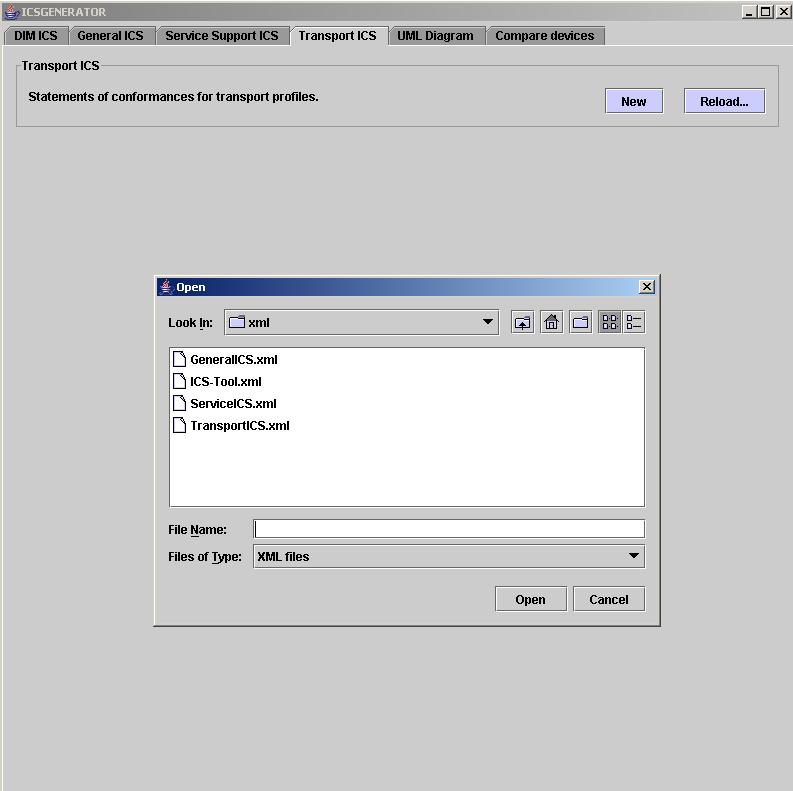 ICSGENERATOR
DIM ICS General ICS Service Support ICS Transport ICS UML Diagram Compare devices
Transport ICS
Statements of conformances for transport profiles. New Reload...
Open
Look In: xml
GeneralICS.xml
ICS-Tool.xml
ServiceICS.xml
TransportICS.xml
File Name:
Files of Type: XML files
Open Cancel